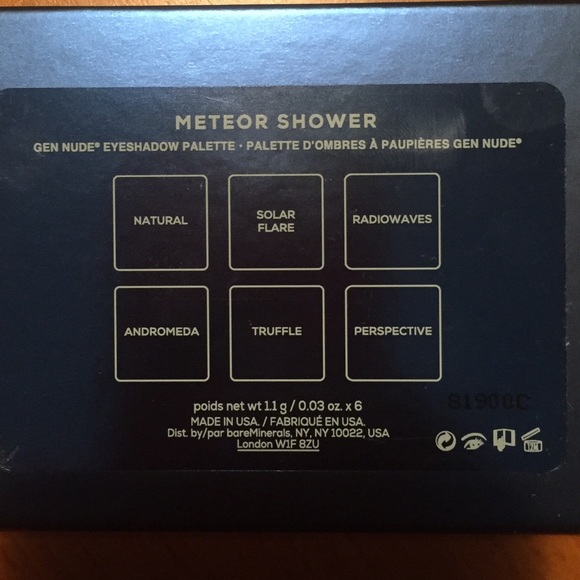 METEOR SHOWER
GEN NUDE® EYESHADOW PALETTE • PALETTE D'OMBRES À PAUPIÈRES GEN NUDE®
NATURAL
SOLAR
FLARE
RADIOWAVES
ANDROMEDA
TRUFFLE
PERSPECTIVE
poids net wt 1.1 g / 0.03 oz. x 6
MADE IN USA. / FABRIQUÉ EN USA.
Dist. by/par bareMinerals, NY, NY 10022, USA
London W1F 8ZU
81900C
12M